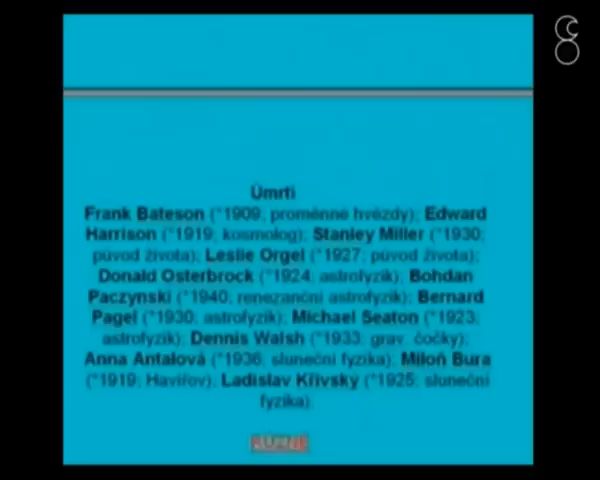 Úmrtí
Frank Bateson (*1909; proměnné hvězdy); Edward
Harrison (*1919; kosmolog); Stanley Miller (*1930;
původ života); Leslie Orgel (*1927; původ života);
Donald Osterbrock (*1924; astrofyzik); Bohdan
Paczynski (*1940; renezanční astrofyzik); Bernard
Pagel (*1930; astrofyzik); Michael Seaton (*1923;
astrofyzik); Dennis Walsh (*1933; grav. čočky);
Anna Antalová (*1936; sluneční fyzika); Miloň Bura
(*1919; Havířov); Ladislav Křivský (*1925; sluneční
fyzika).